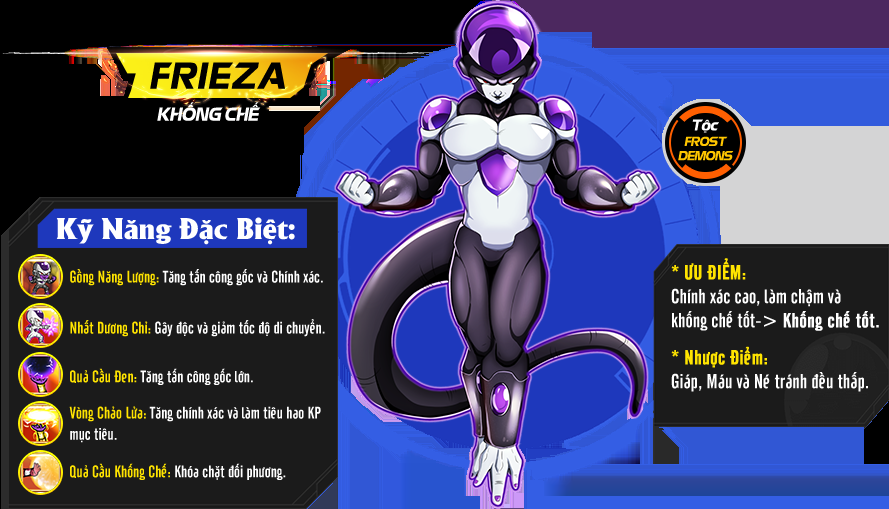 FRIEZA
KHỐNG CHẾ
Tộc
FROST
DEMONS
Kỹ Năng Đặc Biệt:
Gồng Năng Lượng: Tăng tấn công gốc và Chính xác.
Nhất Dương Chỉ: Gây độc và giảm tốc độ di chuyển.
Quả Cầu Đen: Tăng tấn công gốc lớn.
Vòng Chảo Lửa: Tăng chính xác và làm tiêu hao KP
mục tiêu.
Quả Cầu Khống Chế: Khóa chặt đối phương.
* ƯU ĐIỂM:
Chính xác cao, làm chậm và
khống chế tốt-> Khống chế tốt.
* Nhược Điểm:
Giáp, Máu và Né tránh đều thấp.